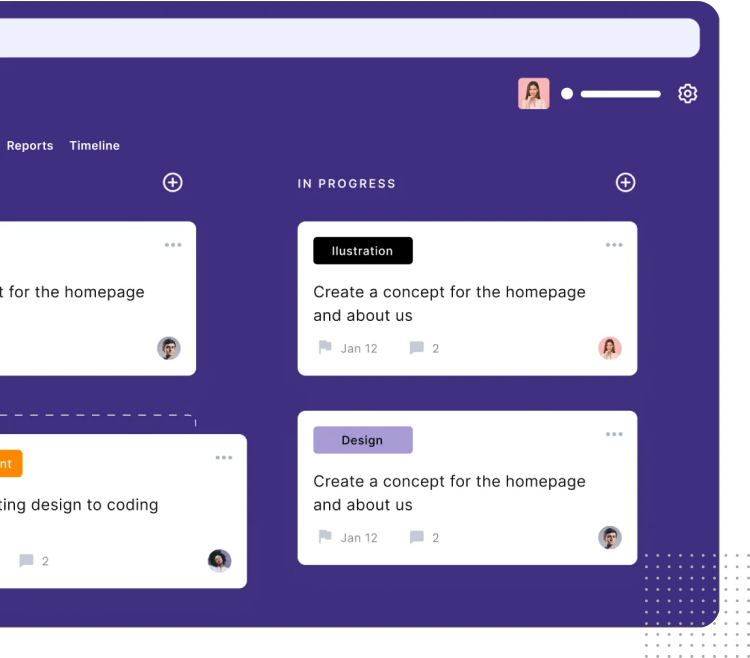 Reports Timeline
IN PROGRESS
t for the homepage
nt
ting design to coding
2
Ilustration
Create a concept for the homepage
and about us
Jan 12 2
Design
Create a concept for the homepage
and about us
Jan 12 2